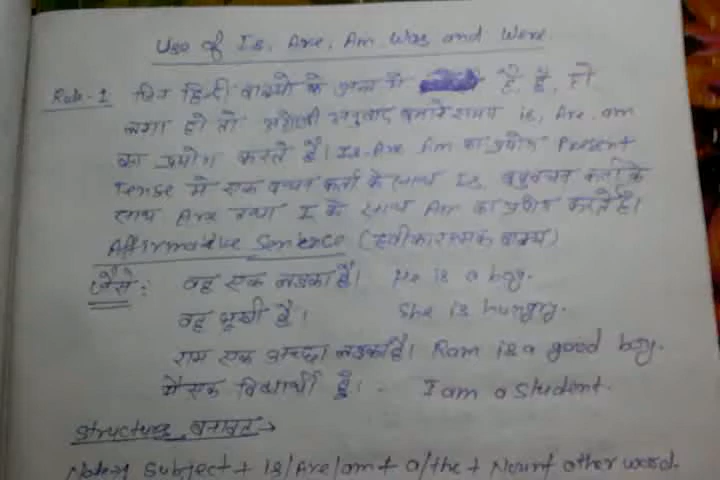 Use of Is, Are, Am Was and Were
Rule-1 जिन हिन्दी वाक्यो के अन्त मे है, हैं, हो
लगा हो तो अंग्रेजी अनुवाद बनाते समय is, Are, am
का प्रयोग करते हैं। Is, Are Am का प्रयोग Present
Tense मे एक वचन कर्ता के साथ Is, बहुवचन कर्ता के
साथ Are तथा I के साथ Am का प्रयोग करते हैं।
Affirmative Sentence (स्वीकारात्मक वाक्य)
जैसे: वह एक लडका है। He is a boy.
वह भूखी है। She is hungry.
राम एक अच्छा लडका है। Ram is a good boy.
मै एक विद्यार्थी हूँ। - I am a student.
Structure बनावट→
Note→ Subject + is/Are/am + a/the + Noun + other word.